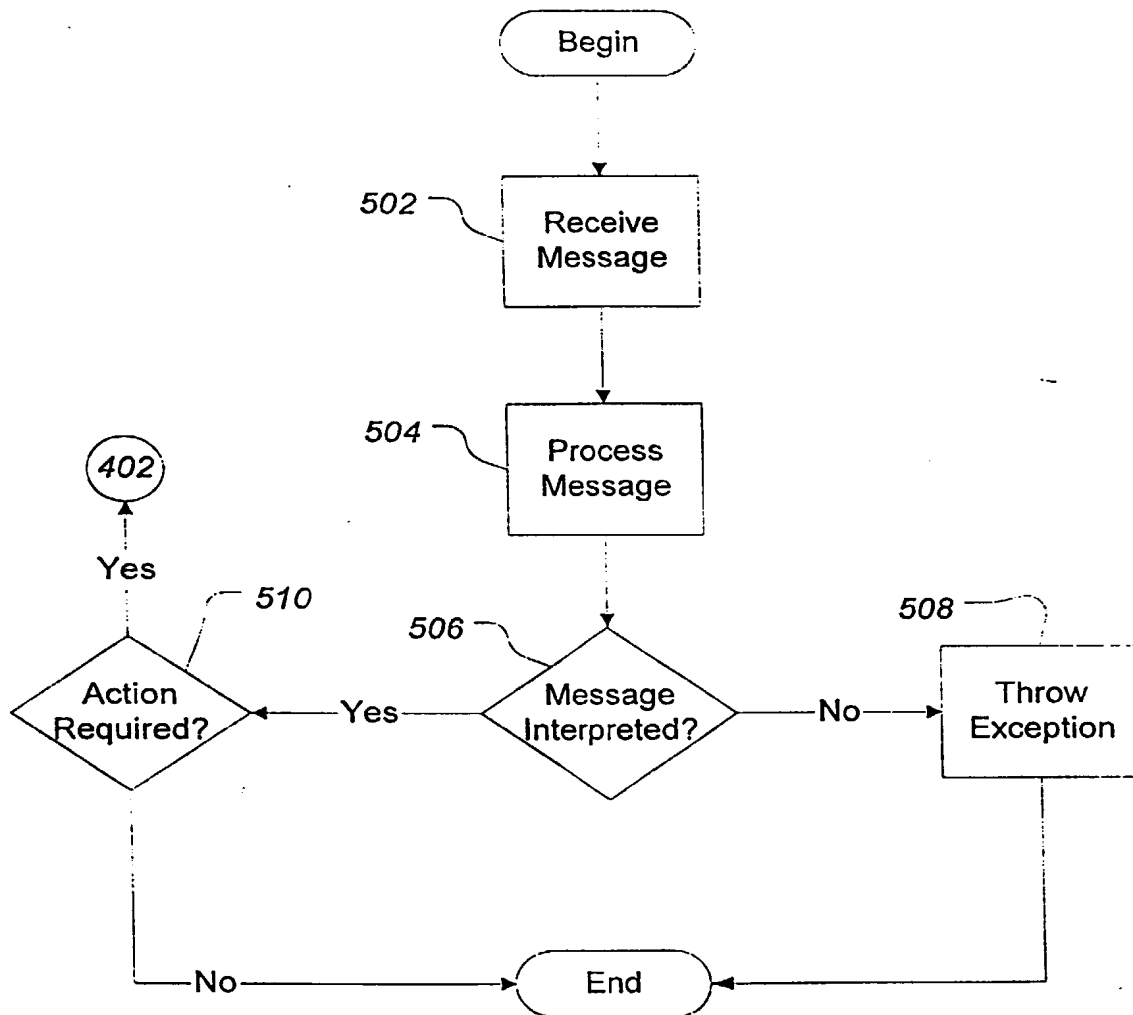 Begin
502
Receive
Message
504
Process
Message
402
Yes
510
506
508
Action
Required?
Yes
Message
Interpreted?
No
Throw
Exception
No
End